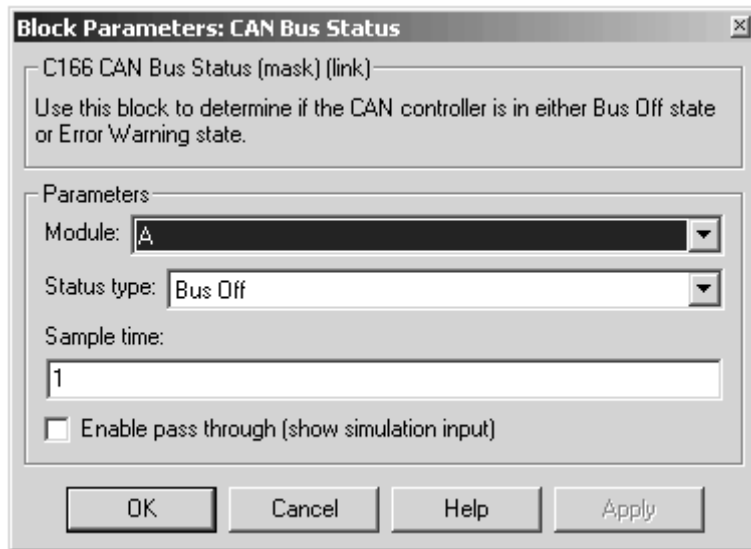 Block Parameters: CAN Bus Status
C166 CAN Bus Status (mask) (link)
Use this block to determine if the CAN controller is in either Bus Off state
or Error Warning state.
Parameters
Module: A
Status type: Bus Off
Sample time:
1
Enable pass through (show simulation input)
OK Cancel Help Apply